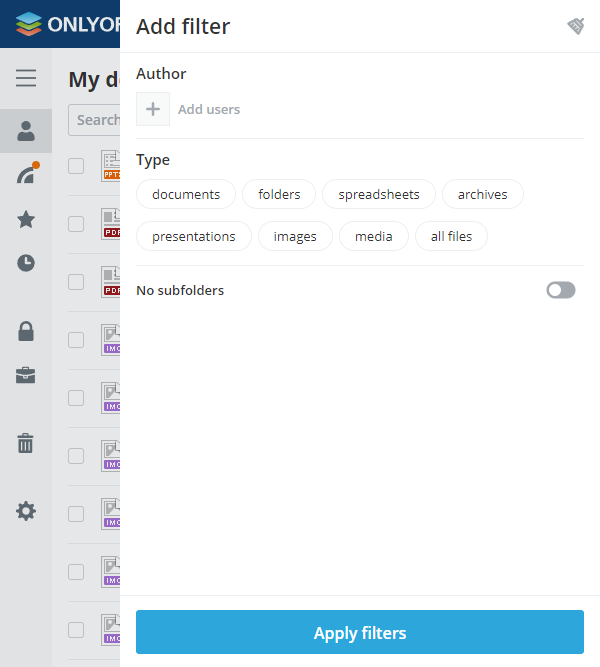 ONLYOF
Add filter
My do
Author
Search
Add users
Type
documents folders spreadsheets archives
presentations images media all files
No subfolders
Apply filters
PPTX
PDF
PDF
IMG
IMG
IMG
IMG
IMG
IMG